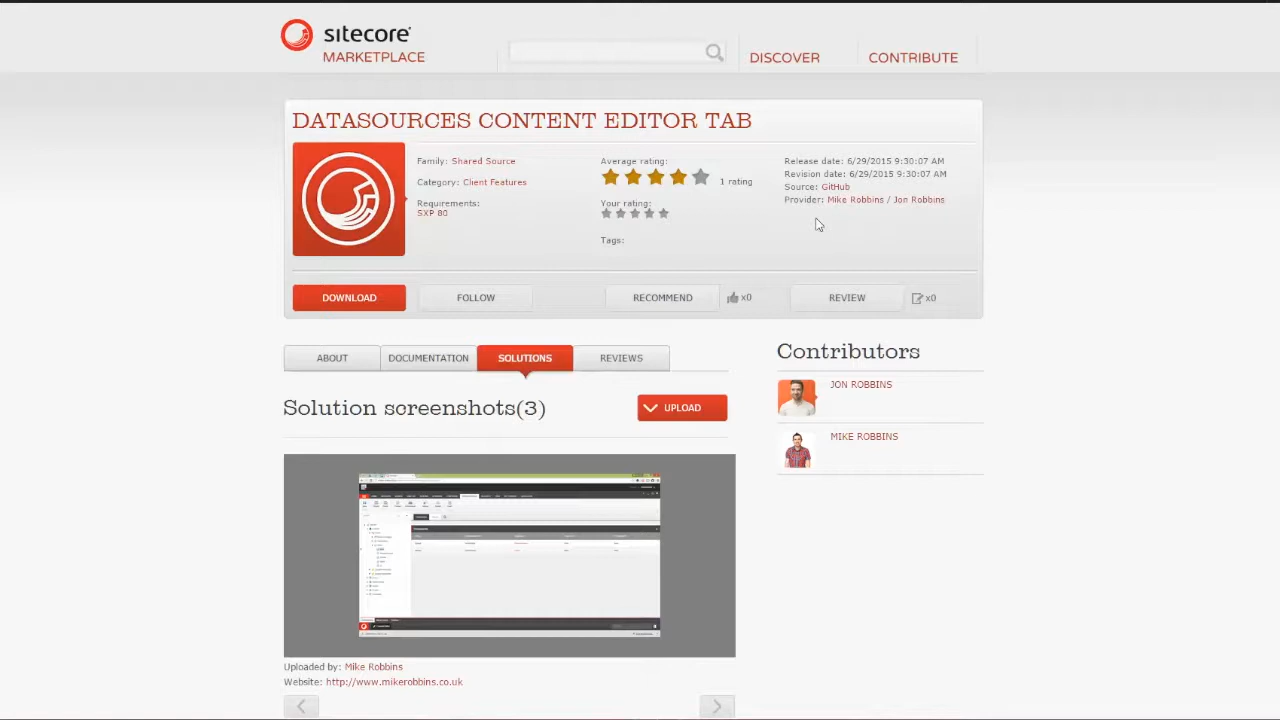 sitecore
MARKETPLACE
DISCOVER
CONTRIBUTE
DATASOURCES CONTENT EDITOR TAB
Family: Shared Source
Category: Client Features
Requirements:
SXP 80
Average rating:
1 rating
Your rating:
Tags:
Release date: 6/29/2015 9:30:07 AM
Revision date: 6/29/2015 9:30:07 AM
Source: GitHub
Provider: Mike Robbins / Jon Robbins
DOWNLOAD
FOLLOW
RECOMMEND
x0
REVIEW
x0
ABOUT
DOCUMENTATION
SOLUTIONS
REVIEWS
Solution screenshots(3)
UPLOAD
Contributors
JON ROBBINS
MIKE ROBBINS
Uploaded by: Mike Robbins
Website: http://www.mikerobbins.co.uk